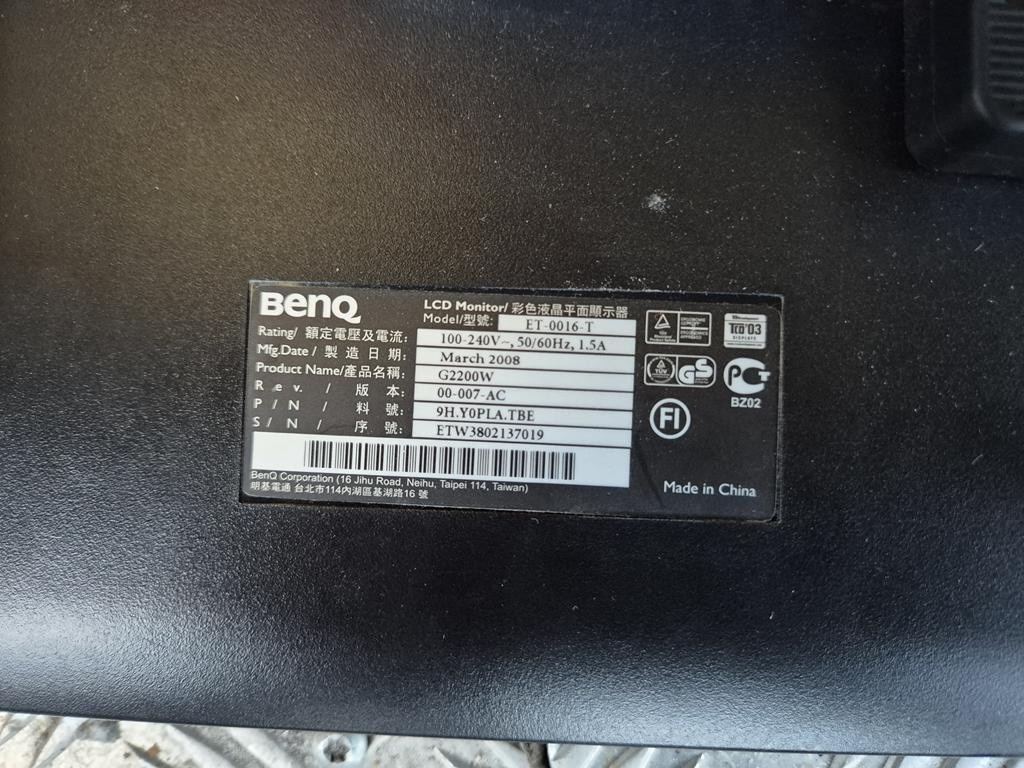 BenQ
LCD Monitor/ 彩色液晶平面顯示器
Model/型號: ET-0016-T
Rating/ 額定電壓及電流: 100-240V~, 50/60Hz, 1.5A
Mfg.Date / 製造日期: March 2008
Product Name/產品名稱: G2200W
Rev. / 版本: 00-007-AC
P/N / 料號: 9H.Y0PLA.TBE
S/N / 序號: ETW3802137019
BenQ Corporation (16 Jihu Road, Neihu, Taipei 114, Taiwan)
明基電通 台北市114內湖區基湖路16 號
TCO'03
DISPLAYS
TÜV
GS
PCT
BZ02
FI
Made in China